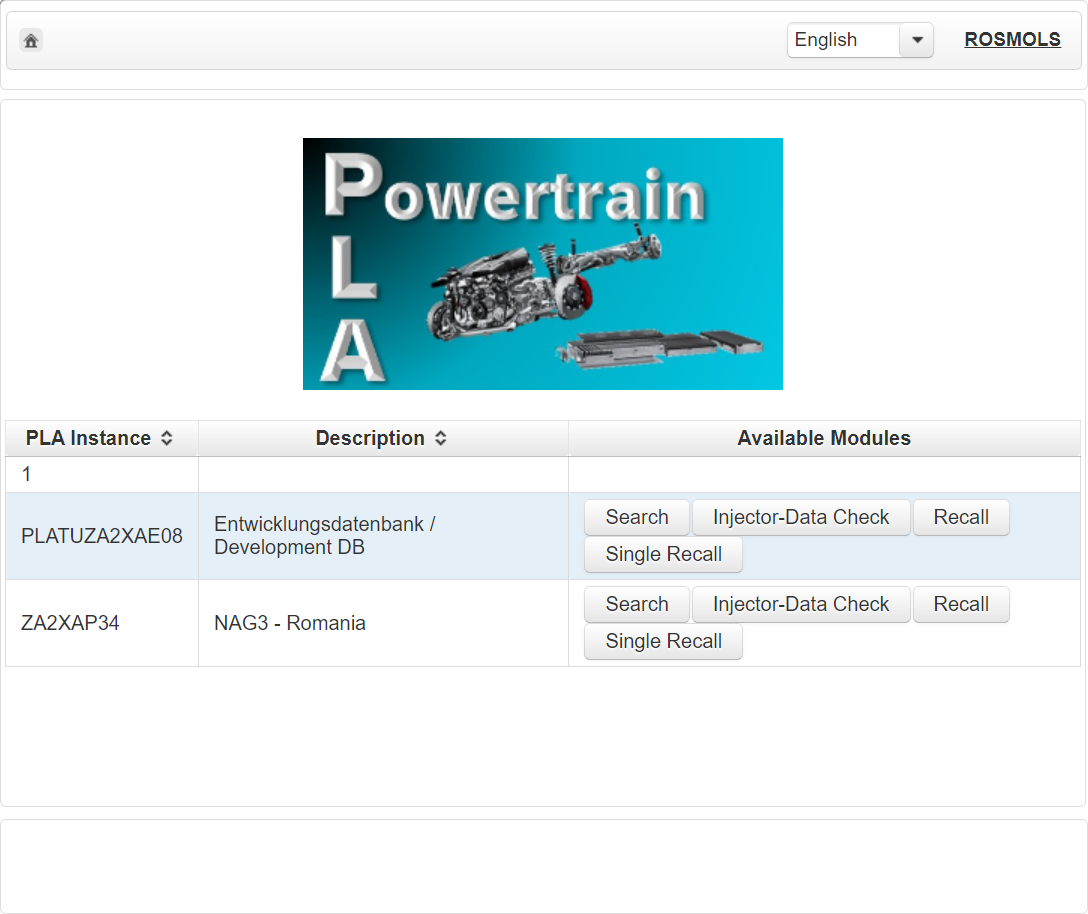 English
ROSMOLS
Powertrain
L
A
PLA Instance
Description
Available Modules
1
PLATUZA2XAE08
Entwicklungsdatenbank /
Development DB
Search
Injector-Data Check
Recall
Single Recall
ZA2XAP34
NAG3 - Romania
Search
Injector-Data Check
Recall
Single Recall